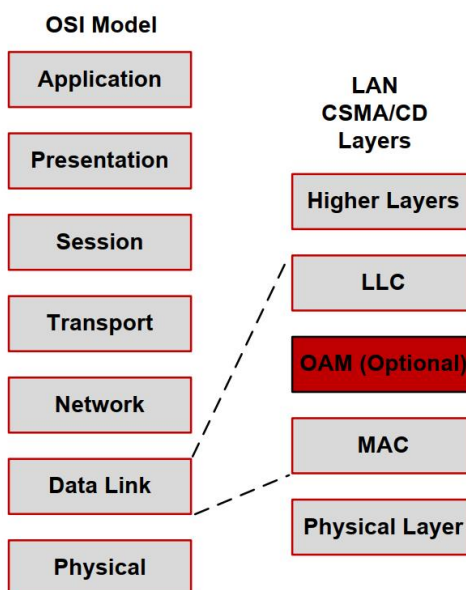 OSI Model
Application
Presentation
Session
Transport
Network
Data Link
Physical
LAN
CSMA/CD
Layers
Higher Layers
LLC
OAM (Optional)
MAC
Physical Layer